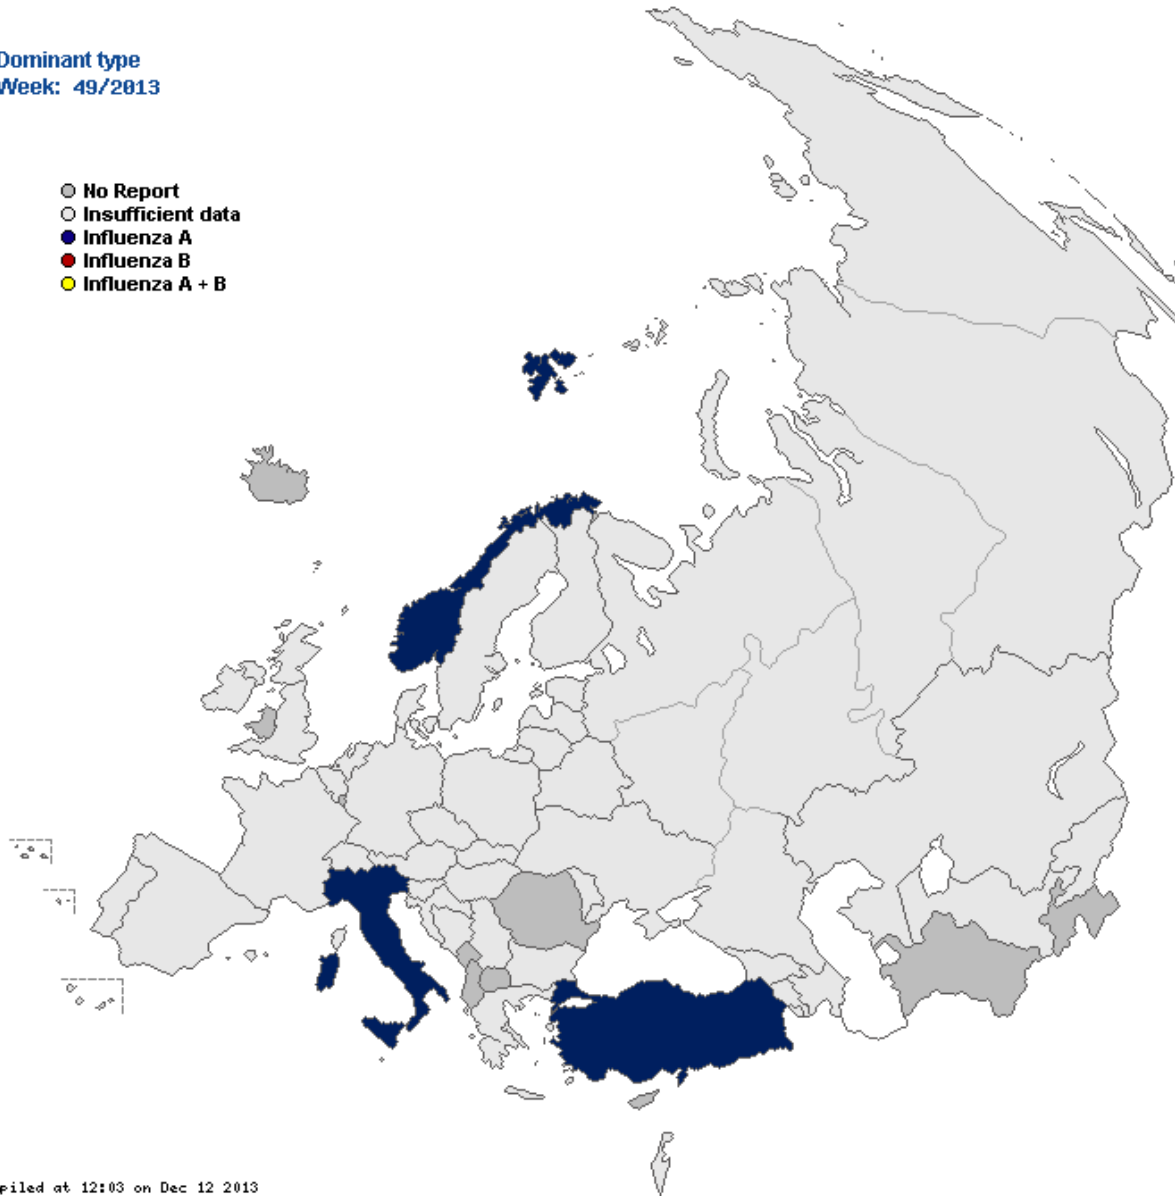 Dominant type
Week: 49/2013
No Report
Insufficient data
Influenza A
Influenza B
Influenza A + B
piled at 12:03 on Dec 12 2013